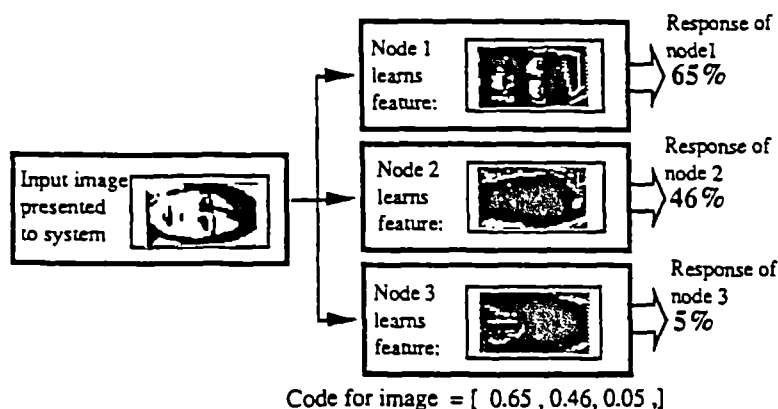 Input image
presented
to system
Node 1
learns
feature:
Response of
node1
65%
Node 2
learns
feature:
Response of
node 2
46%
Node 3
learns
feature:
Response of
node 3
5%
Code for image = [ 0.65 , 0.46, 0.05 ,]